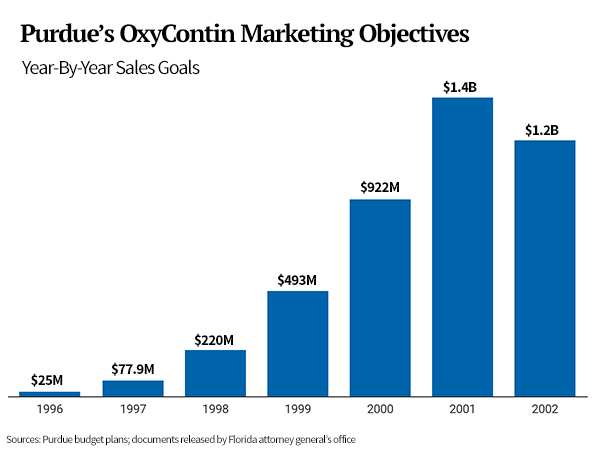 Purdue's OxyContin Marketing Objectives
Year-By-Year Sales Goals
$1.4B
$1.2B
$922M
$493M
$220M
$77.9M
$25M
1996 1997 1998 1999 2000 2001 2002
Sources: Purdue budget plans; documents released by Florida attorney general's office